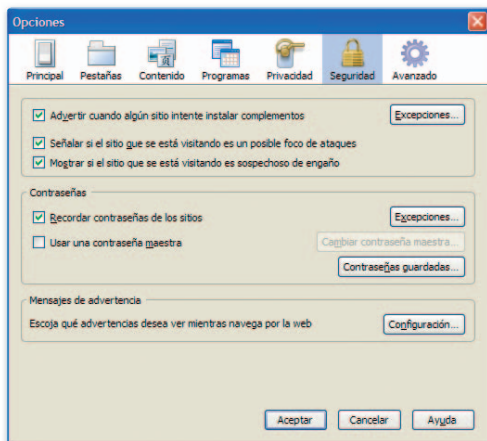 Opciones
Principal Pestañas Contenido Programas Privacidad Seguridad Avanzado
Advertir cuando algún sitio intente instalar complementos Excepciones...
Señalar si el sitio que se está visitando es un posible foco de ataques
Mostrar si el sitio que se está visitando es sospechoso de engaño
Contraseñas
Recordar contraseñas de los sitios Excepciones...
Usar una contraseña maestra Cambiar contraseña maestra...
Contraseñas guardadas...
Mensajes de advertencia
Escoja qué advertencias desea ver mientras navega por la web Configuración...
Aceptar Cancelar Ayuda